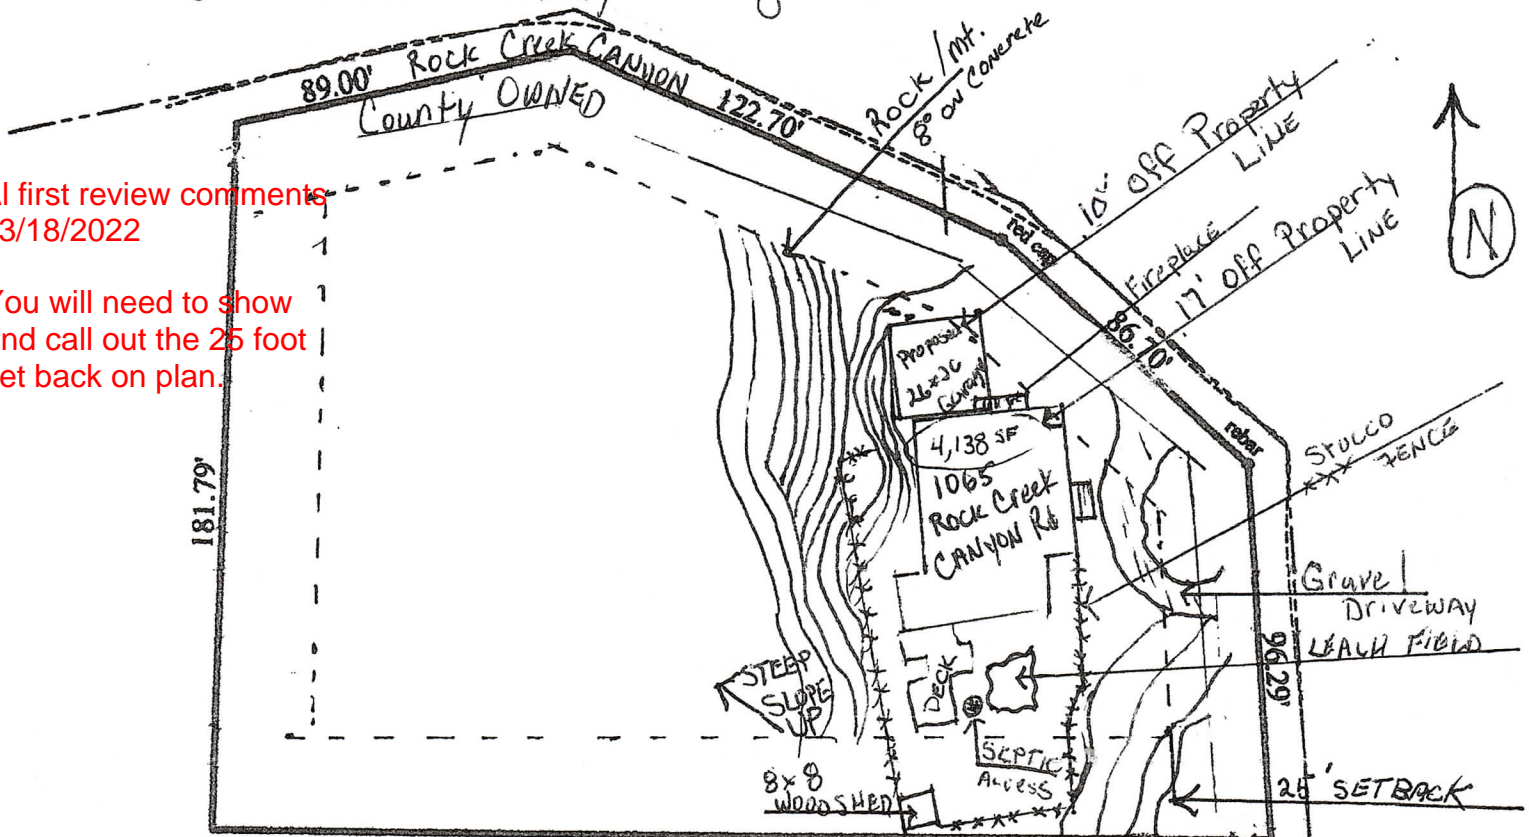 89.00'
Rock Creek CANYON
County OWNED
122.70'
Rock/mt.
8" on Concrete
10' Off Property
LINE
Fireplace
17' Off Property
LINE
N
l first review comments
3/18/2022
You will need to show
nd call out the 25 foot
et back on plan.
red cap
86.70'
rebar
Proposed
Garage
4,138 SF
1065
Rock Creek
CANYON Rd
STUCCO
FENCE
181.79'
Gravel
DRIVEWAY
LEACH FIELD
96.29'
STEEP
SLOPE
UP
DECK
SEPTIC
Access
8x8
WOODSHED
25' SETBACK